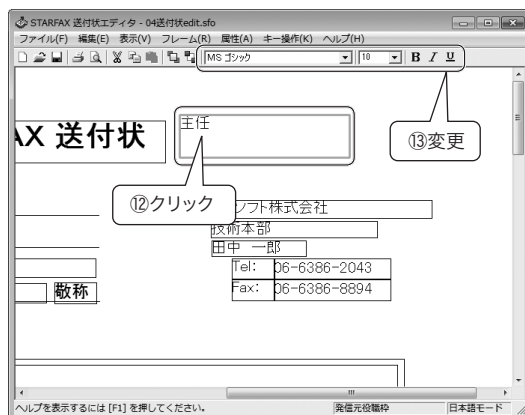 STARFAX 送付状エディタ - 04送付状edit.sfo
ファイル(F) 編集(E) 表示(V) フレーム(R) 属性(A) キー操作(K) ヘルプ(H)
MS ゴシック 10 B I U
主任
AX 送付状
⑬変更
⑫クリック
ソフト株式会社
技術本部
田中 一郎
Tel: 06-6386-2043
Fax: 06-6386-8894
敬称
ヘルプを表示するには [F1] を押してください。 発信元役職枠 日本語モード